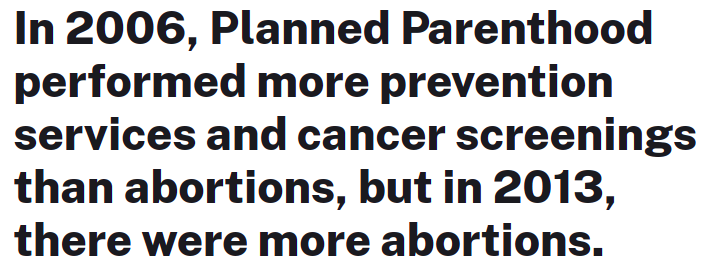 In 2006, Planned Parenthood
performed more prevention
services and cancer screenings
than abortions, but in 2013,
there were more abortions.